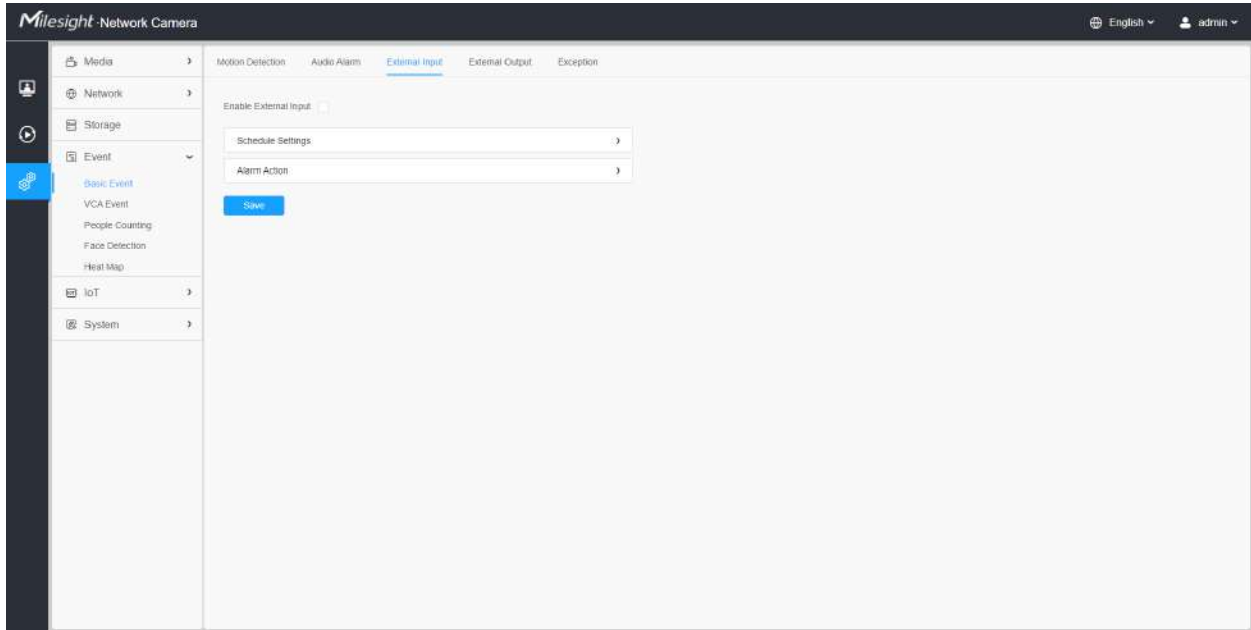 Milesight-Network Camera
English
admin
Media
Network
Storage
Event
Basic Event
VCA Event
People Counting
Face Detection
Heat Map
IoT
System
Motion Detection Audio Alarm External Input External Output Exception
Enable External Input
Schedule Settings
Alarm Action
Save